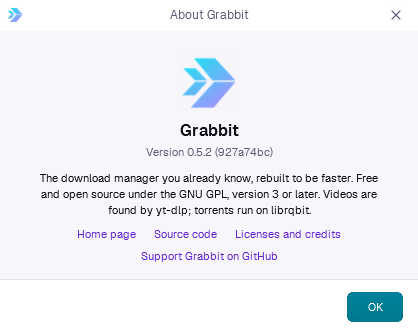 About Grabbit
Grabbit
Version 0.5.2 (927a74bc)
The download manager you already know, rebuilt to be faster. Free
and open source under the GNU GPL, version 3 or later. Videos are
found by yt-dlp; torrents run on librqbit.
Home page Source code Licenses and credits
Support Grabbit on GitHub
OK